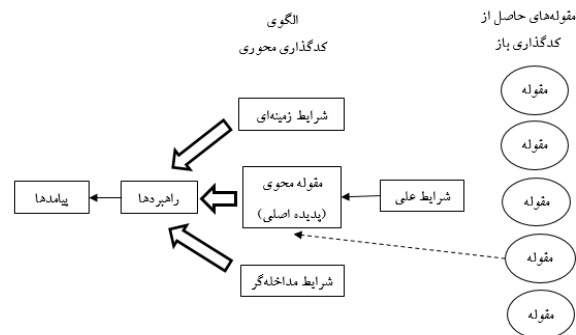 مقوله‌های حاصل از
کدگذاری باز
الگوی
کدگذاری محوری
مقوله
مقوله
مقوله
مقوله
مقوله
شرایط زمینه‌ای
شرایط علی
مقوله محوی
(پدیده اصلی)
راهبردها
پیامدها
شرایط مداخله‌گر